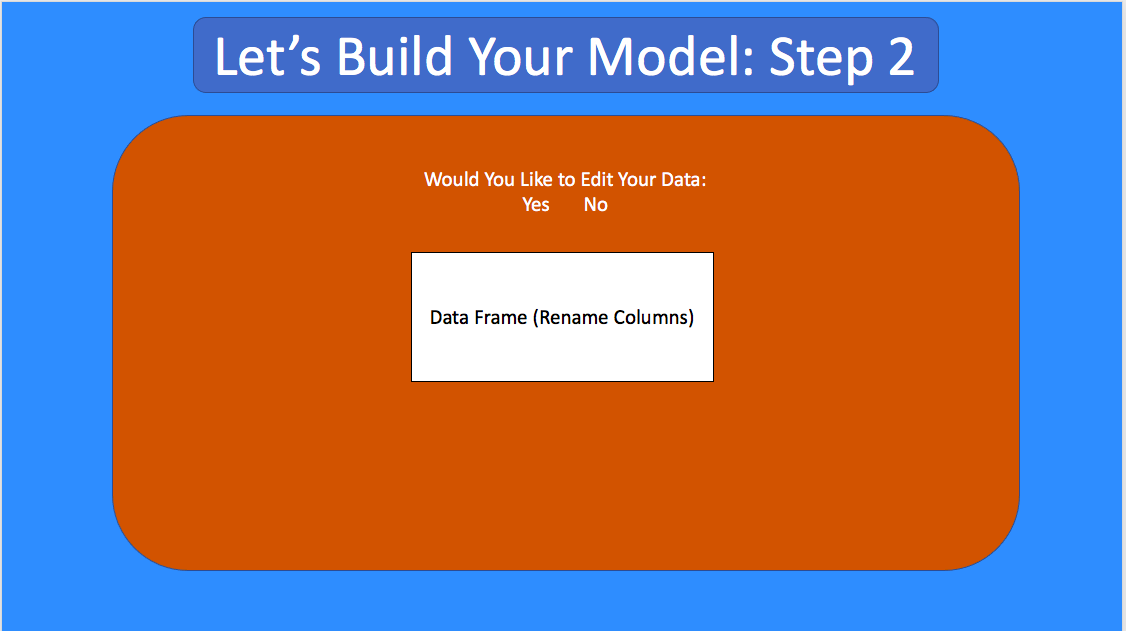 Let’s Build Your Model: Step 2
Would You Like to Edit Your Data:
Yes No
Data Frame (Rename Columns)